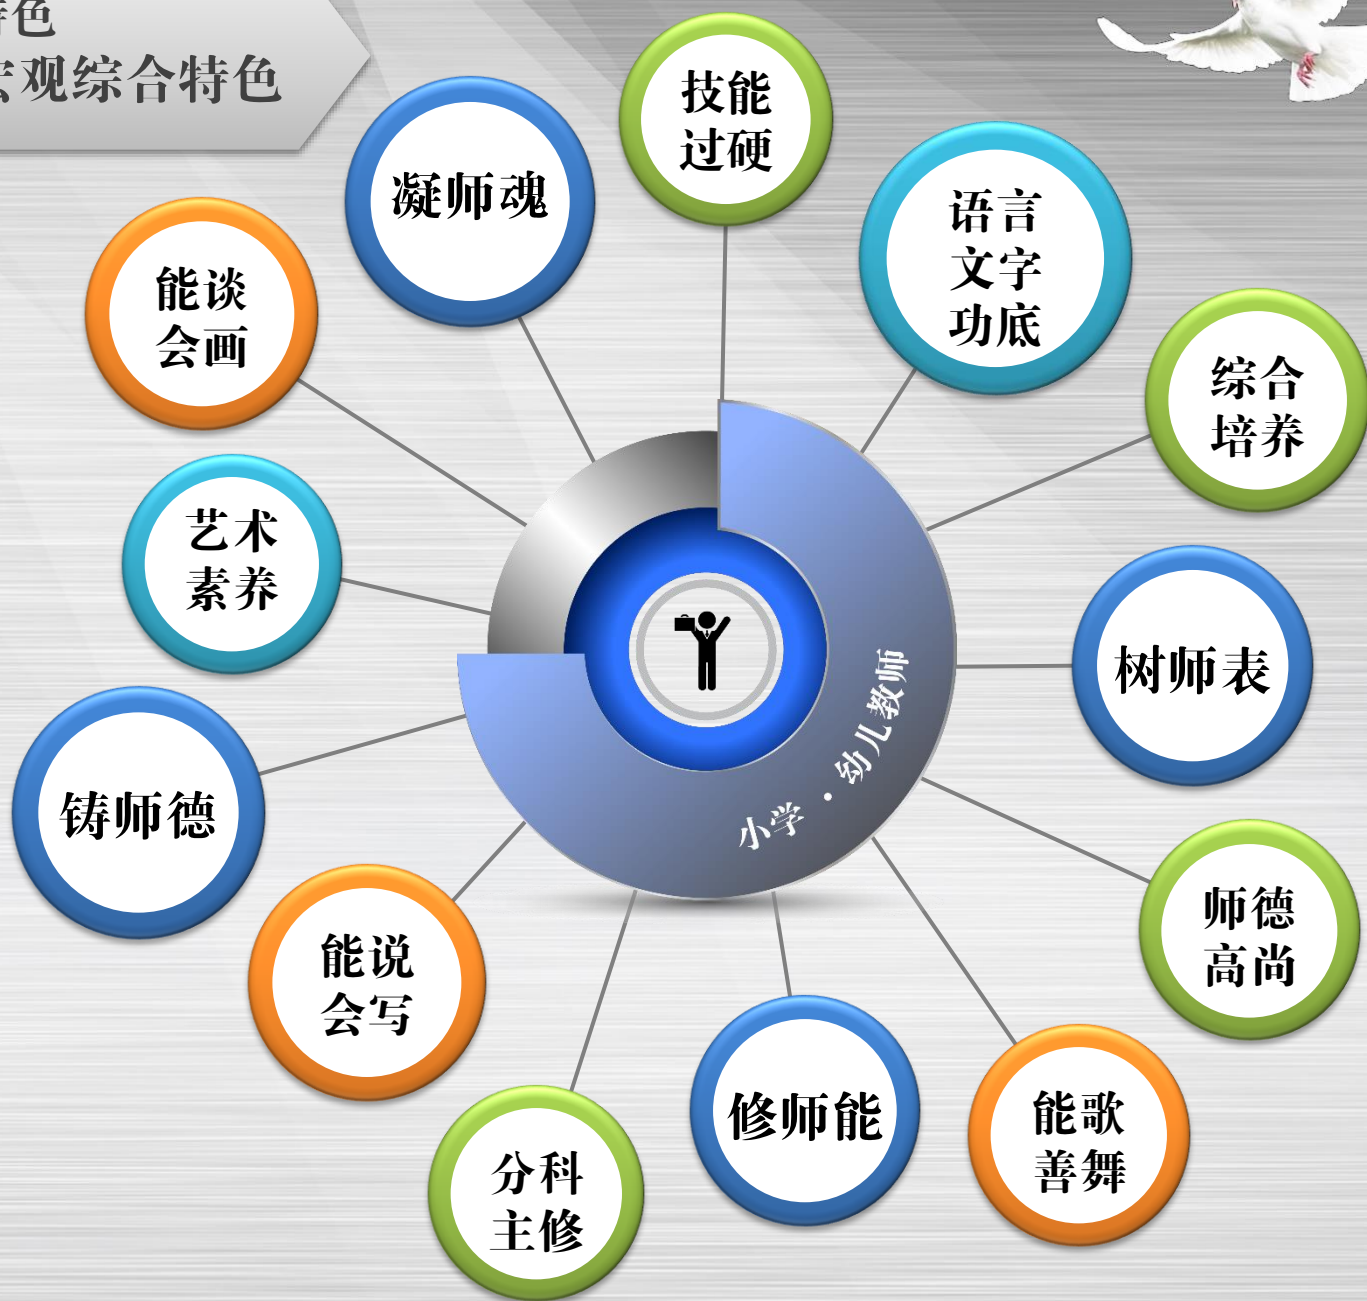 特色
宏观综合特色
技能
过硬
凝师魂
语言
文字
功底
能谈
会画
综合
培养
艺术
素养
树师表
小学·幼儿教师
铸师德
师德
高尚
能说
会写
修师能
能歌
善舞
分科
主修